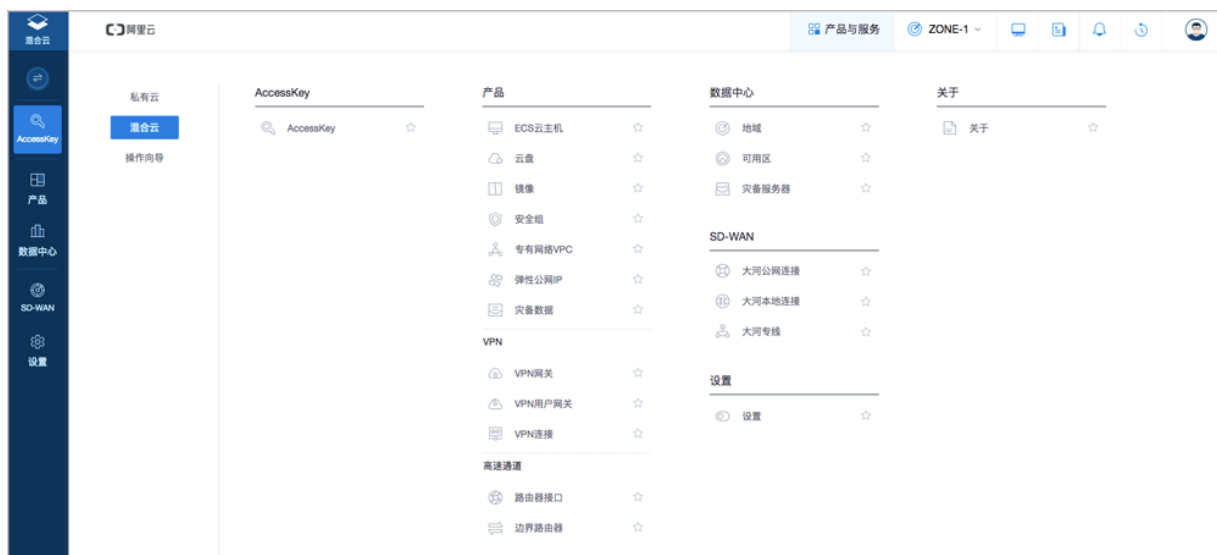 混合云
阿里云
产品与服务
ZONE-1
AccessKey
产品
数据中心
SD-WAN
设置
私有云
混合云
操作向导
AccessKey
AccessKey
产品
ECS云主机
云盘
镜像
安全组
专有网络VPC
弹性公网IP
灾备数据
VPN
VPN网关
VPN用户网关
VPN连接
高速通道
路由器接口
边界路由器
数据中心
地域
可用区
灾备服务器
SD-WAN
大河公网连接
大河本地连接
大河专线
设置
设置
关于
关于